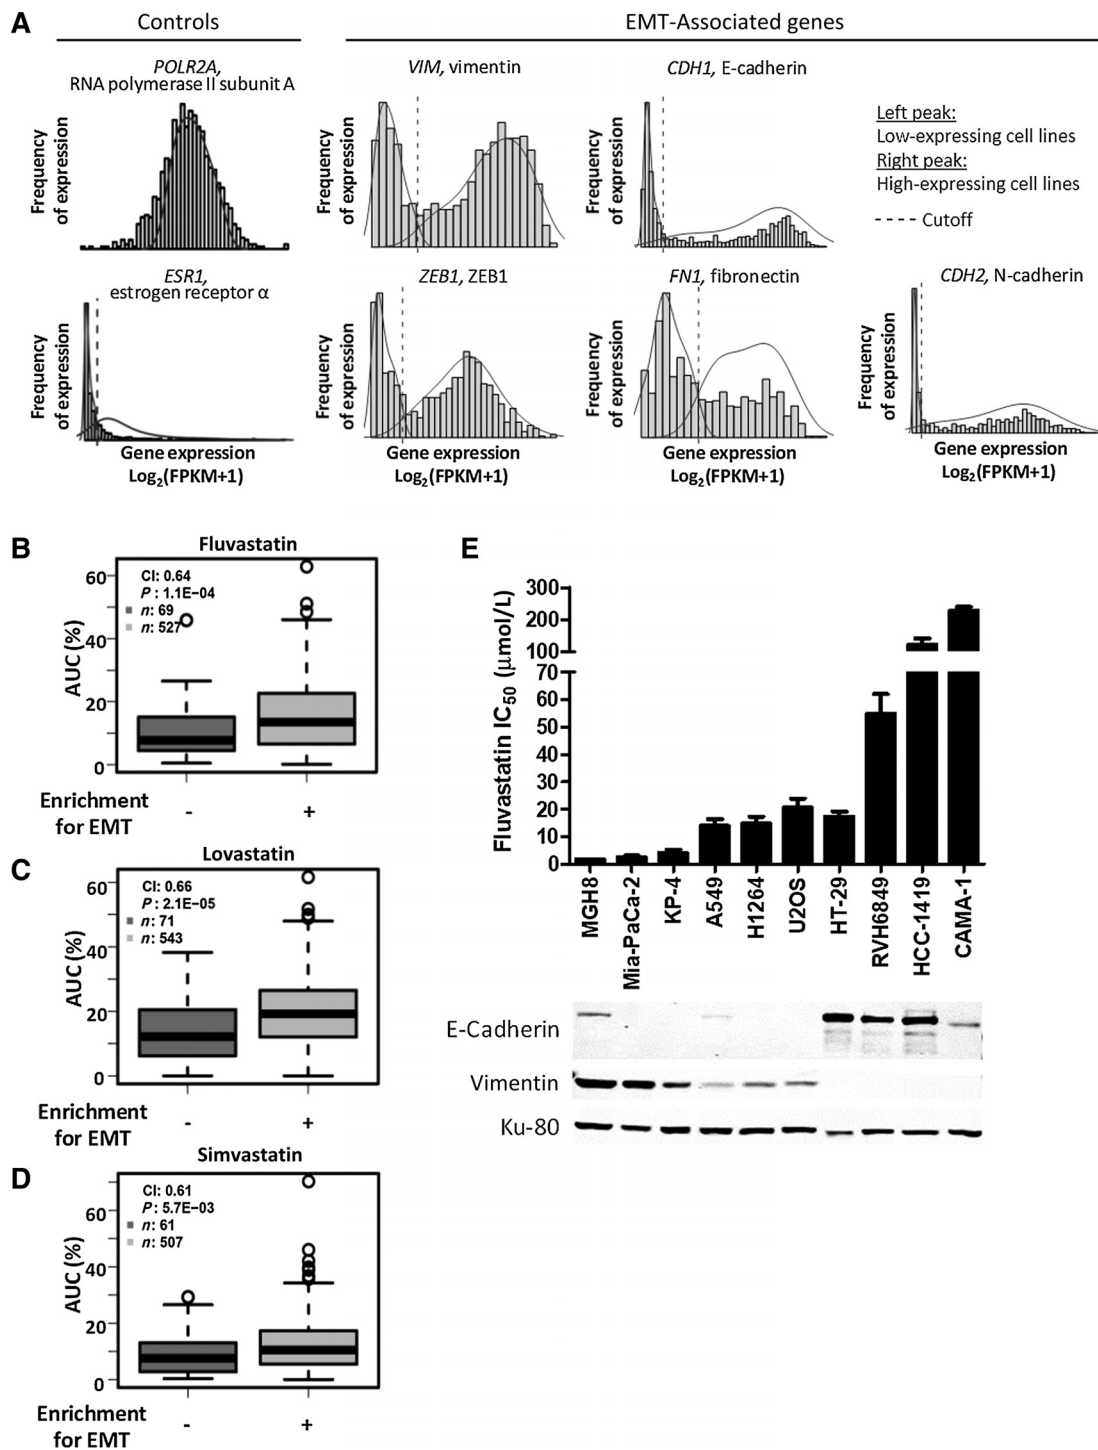 A
Controls
EMT-Associated genes
POLR2A,
RNA polymerase II subunit A
VIM, vimentin
CDH1, E-cadherin
Frequency
of expression
Frequency
of expression
Frequency
of expression
Left peak:
Low-expressing cell lines
Right peak:
High-expressing cell lines
Cutoff
ESR1,
estrogen receptor α
ZEB1, ZEB1
FN1, fibronectin
CDH2, N-cadherin
Frequency
of expression
Frequency
of expression
Frequency
of expression
Frequency
of expression
Gene expression
Log2(FPKM+1)
Gene expression
Log2(FPKM+1)
Gene expression
Log2(FPKM+1)
Gene expression
Log2(FPKM+1)
B
Fluvastatin
CI: 0.64
P : 1.1E−04
n: 69
n: 527
AUC (%)
60
40
20
0
Enrichment
for EMT
-
+
C
Lovastatin
CI: 0.66
P : 2.1E−05
n: 71
n: 543
AUC (%)
60
40
20
0
Enrichment
for EMT
-
+
D
Simvastatin
CI: 0.61
P : 5.7E−03
n: 61
n: 507
AUC (%)
60
40
20
0
Enrichment
for EMT
-
+
E
Fluvastatin IC50 (µmol/L)
300
200
100
70
60
50
40
30
20
10
0
MGH8
Mia-PaCa-2
KP-4
A549
H1264
U2OS
HT-29
RVH6849
HCC-1419
CAMA-1
E-Cadherin
Vimentin
Ku-80